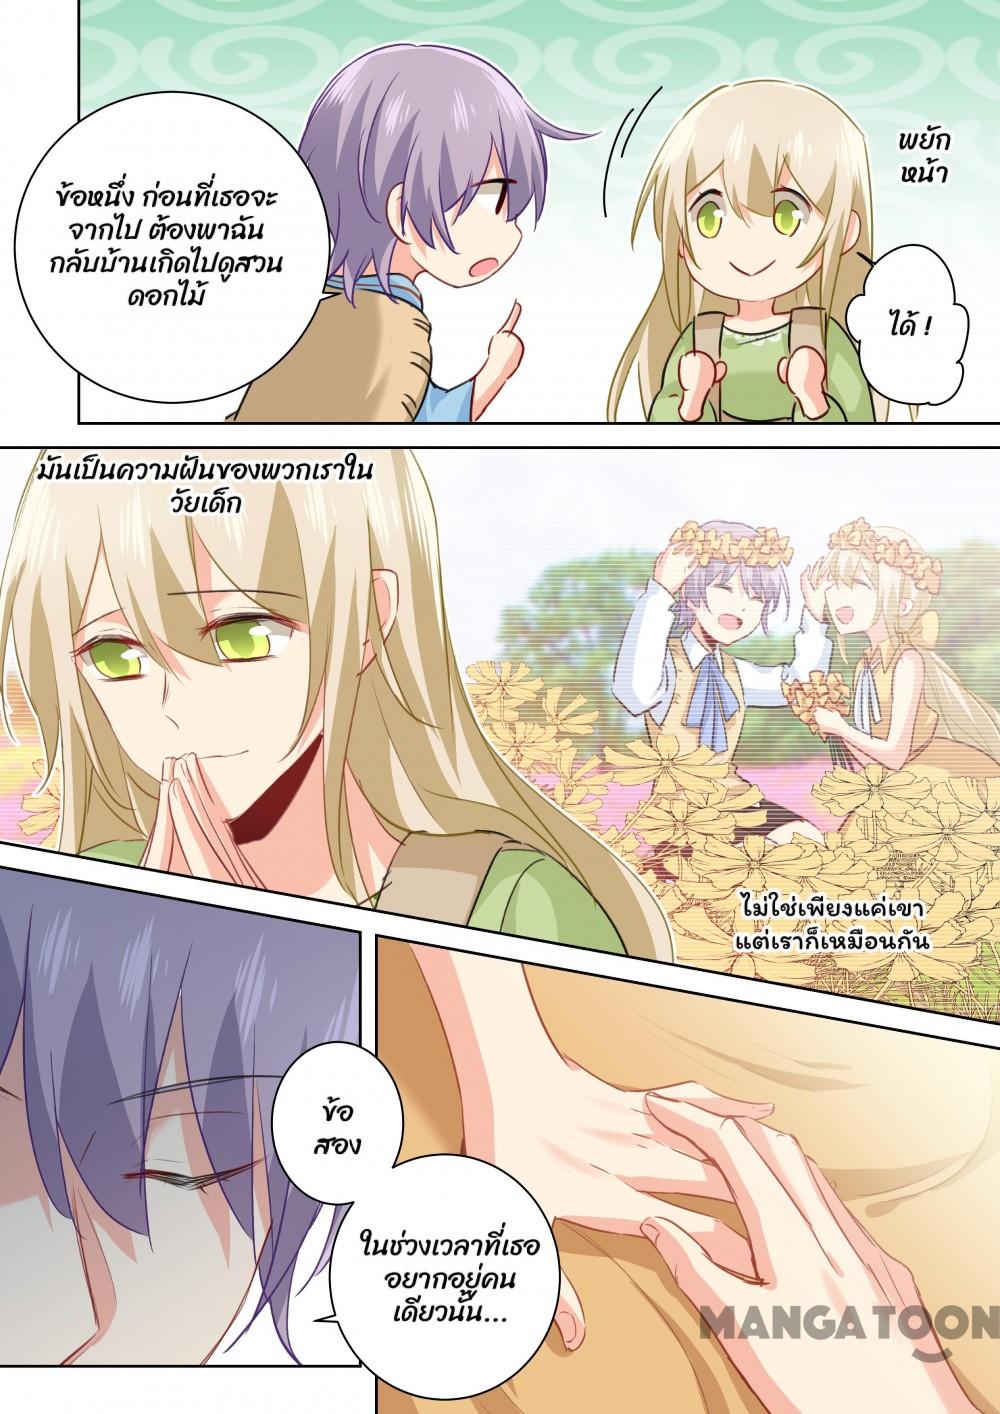 ข้อหนึ่ง ก่อนที่เธอจะ
จากไป ต้องพาฉัน
กลับบ้านเกิดไปดูสวน
ดอกไม้
พยัก
หน้า
ได้ !
มันเป็นความฝันของพวกเราใน
วัยเด็ก
ไม่ใช่เพียงแค่เขา
แต่เราก็เหมือนกัน
ข้อ
สอง
ในช่วงเวลาที่เธอ
อยากอยู่คน
เดียวนั้น...
MANGATOON